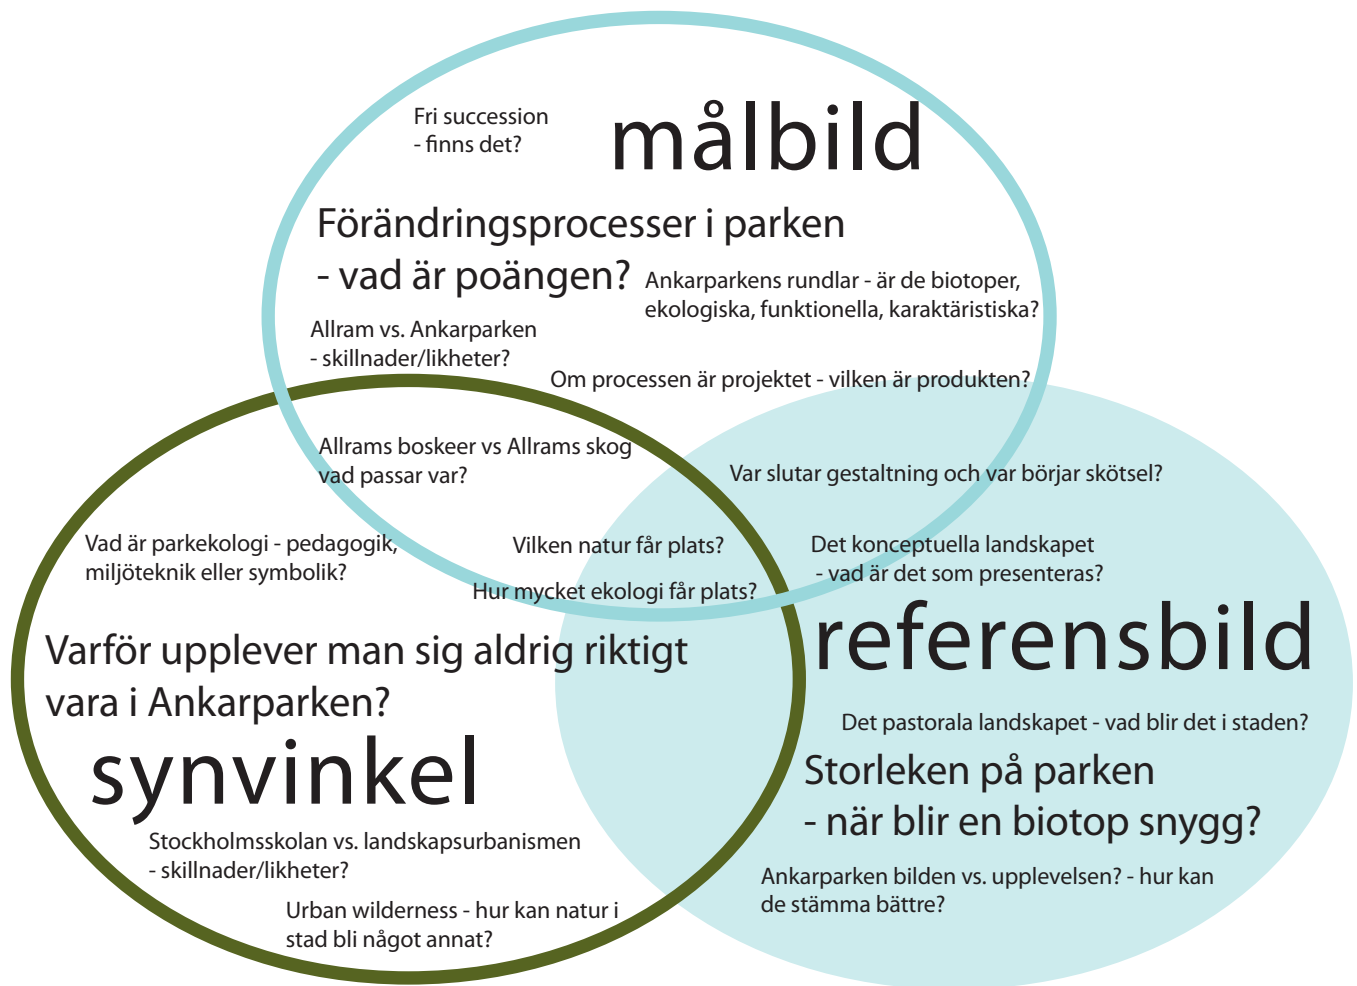 Fri succession
- finns det?
målbild
Förändringsprocesser i parken
- vad är poängen?
Ankarparkens rundlar - är de biotoper,
ekologiska, funktionella, karaktäristiska?
Allram vs. Ankarparken
- skillnader/likheter?
Om processen är projektet - vilken är produkten?
Allrams boskeer vs Allrams skog
vad passar var?
Var slutar gestaltning och var börjar skötsel?
Vad är parkekologi - pedagogik,
miljöteknik eller symbolik?
Vilken natur får plats?
Hur mycket ekologi får plats?
Det konceptuella landskapet
- vad är det som presenteras?
referensbild
Varför upplever man sig aldrig riktigt
vara i Ankarparken?
synvinkel
Det pastorala landskapet - vad blir det i staden?
Storleken på parken
- när blir en biotop snygg?
Stockholmsskolan vs. landskapsurbanismen
- skillnader/likheter?
Ankarparken bilden vs. upplevelsen? - hur kan
de stämma bättre?
Urban wilderness - hur kan natur i
stad bli något annat?